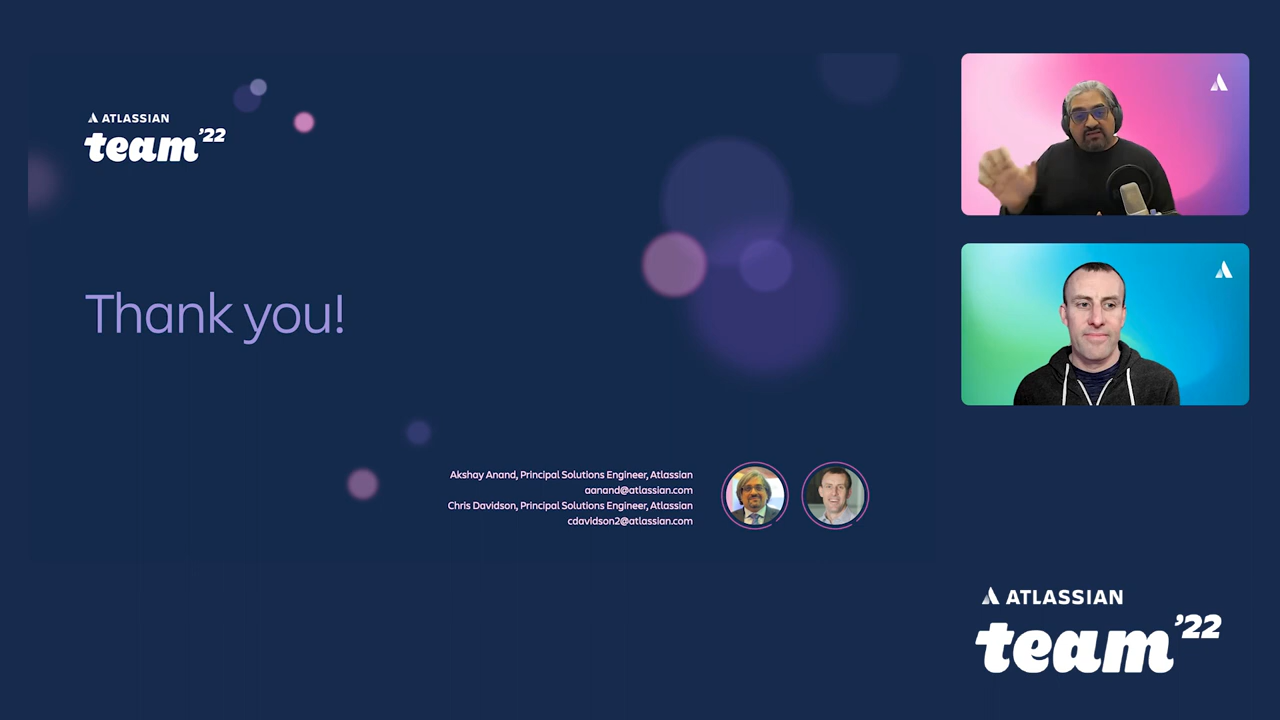 ATLASSIAN
team '22
Thank you!
Akshay Anand, Principal Solutions Engineer, Atlassian
aanand@atlassian.com
Chris Davidson, Principal Solutions Engineer, Atlassian
cdavidson2@atlassian.com
ATLASSIAN
team '22